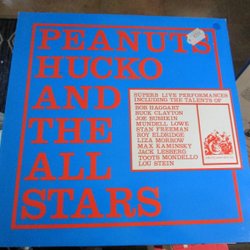 PEANUTS
HUCKO
AND
THE
ALL
STARS
SUPERB LIVE PERFORMANCES
INCLUDING THE TALENTS OF
BOB HAGGART
BUCK CLAYTON
JOE BUSHKIN
MUNDELL LOWE
STAN FREEMAN
ROY ELDRIDGE
LIZA MORROW
MAX KAMINSKY
JACK LESBERG
TOOTS MONDELLO
LOU STEIN